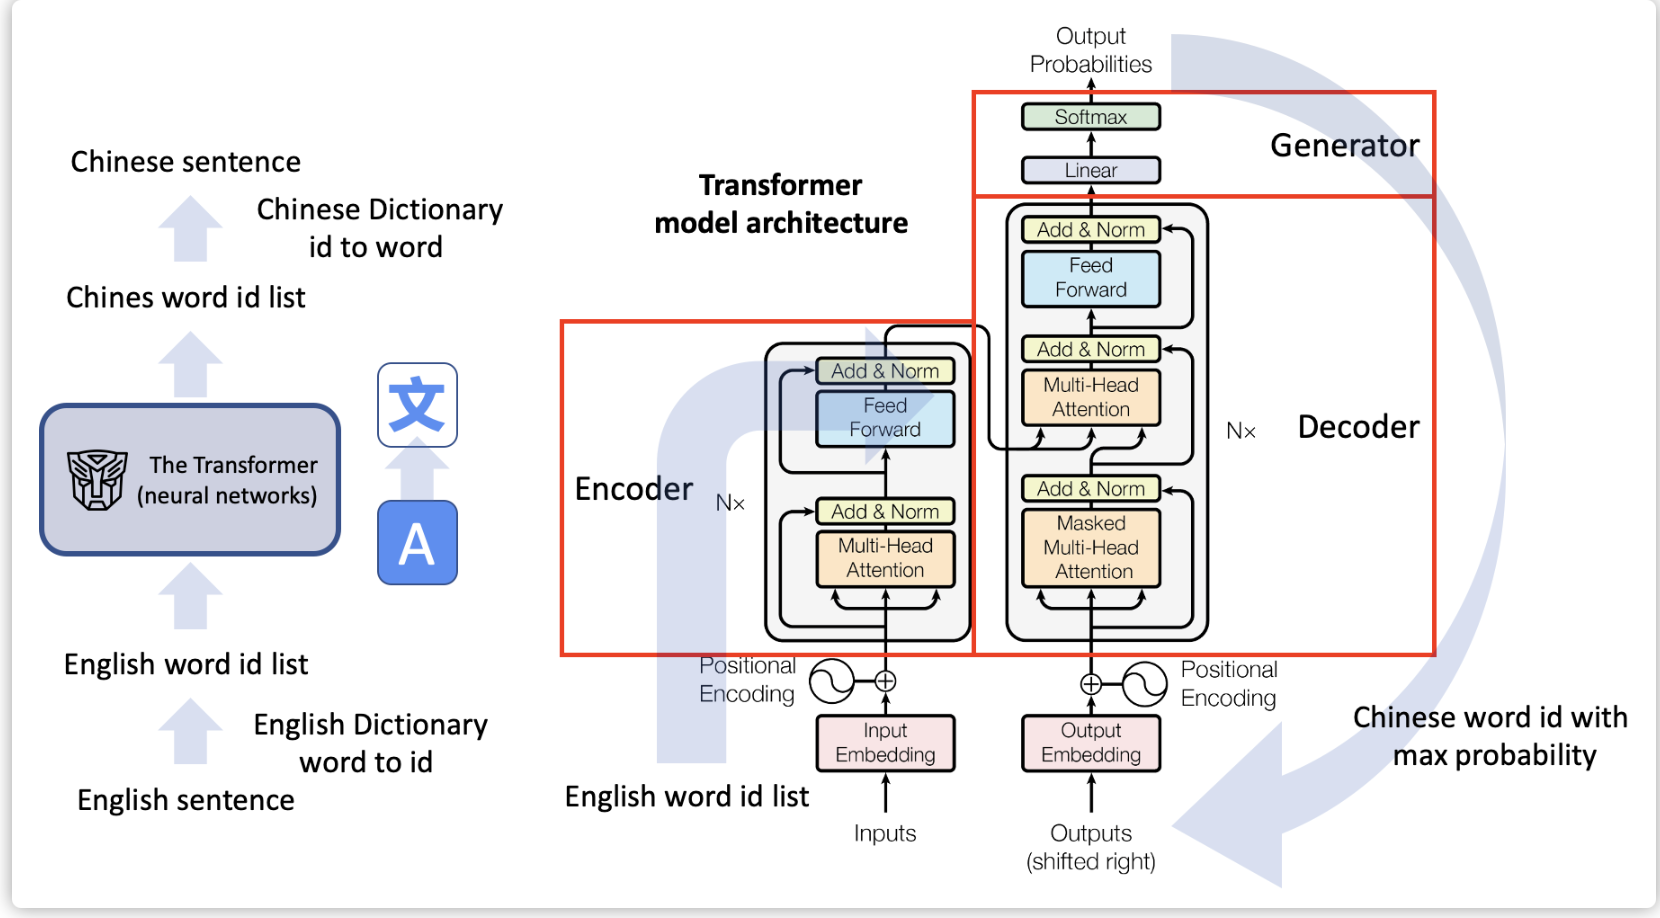 Chinese sentence
Chinese Dictionary
id to word
Chines word id list
The Transformer
(neural networks)
文
A
English word id list
English Dictionary
word to id
English sentence
Transformer
model architecture
Output
Probabilities
Softmax
Linear
Generator
Add & Norm
Feed
Forward
Add & Norm
Multi-Head
Attention
Add & Norm
Masked
Multi-Head
Attention
Nx
Decoder
Encoder
Nx
Add & Norm
Feed
Forward
Add & Norm
Multi-Head
Attention
Positional
Encoding
Input
Embedding
English word id list
Inputs
Positional
Encoding
Output
Embedding
Outputs
(shifted right)
Chinese word id with
max probability